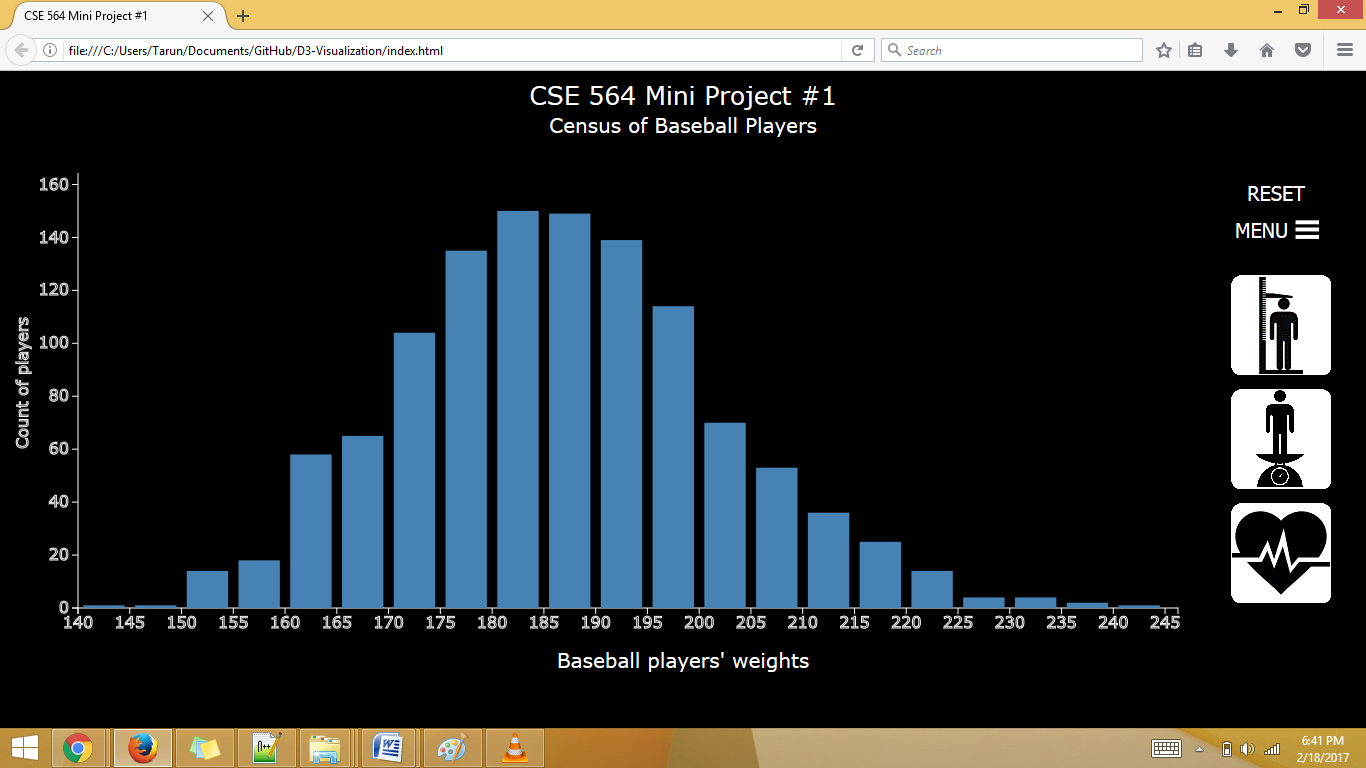 CSE 564 Mini Project #1
file:///C:/Users/Tarun/Documents/GitHub/D3-Visualization/index.html
Search
CSE 564 Mini Project #1
Census of Baseball Players
160
140
120
100
80
60
40
20
0
Count of players
140 145 150 155 160 165 170 175 180 185 190 195 200 205 210 215 220 225 230 235 240 245
Baseball players' weights
RESET
MENU
6:41 PM
2/18/2017